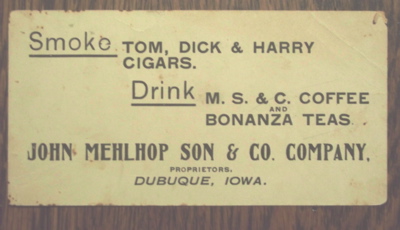 Smoke TOM, DICK & HARRY
CIGARS.
Drink M. S. & C. COFFEE
AND
BONANZA TEAS
JOHN MEHLHOP SON & CO. COMPANY,
PROPRIETORS.
DUBUQUE, IOWA.